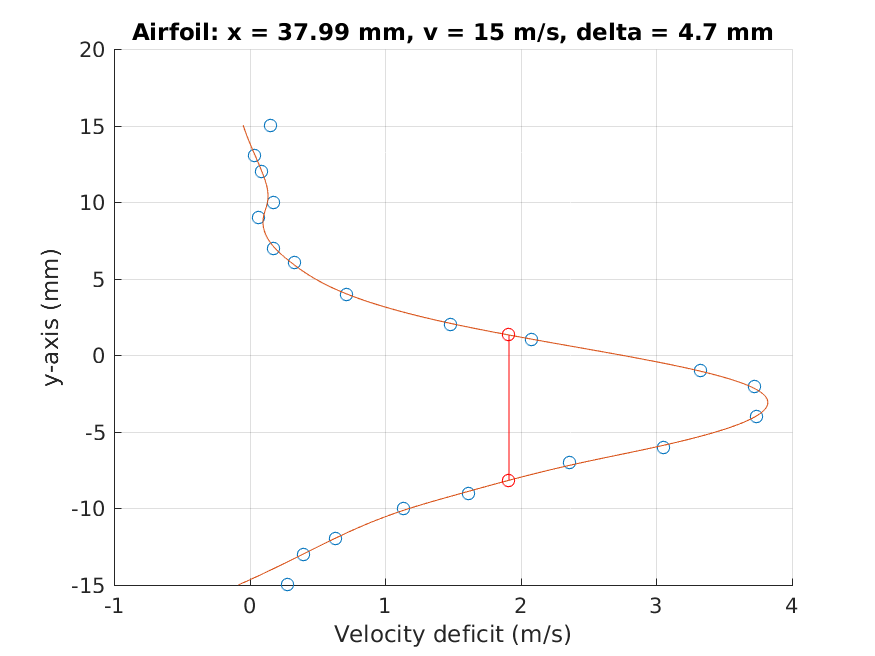 Airfoil: x = 37.99 mm, v = 15 m/s, delta = 4.7 mm
20
15
10
5
0
-5
-10
-15
y-axis (mm)
-1 0 1 2 3 4
Velocity deficit (m/s)